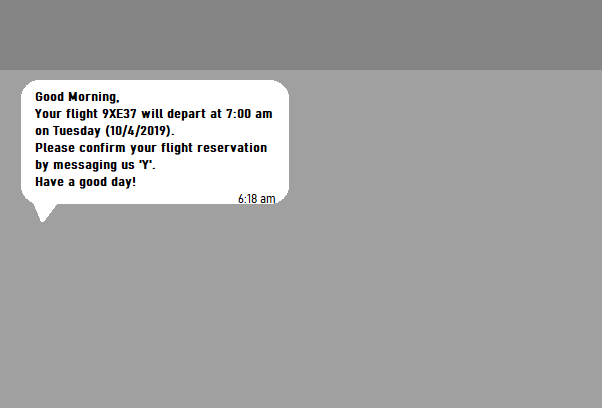 Good Morning,
Your flight 9XE37 will depart at 7:00 am
on Tuesday (10/4/2019).
Please confirm your flight reservation
by messaging us 'Y'.
Have a good day!
6:18 am